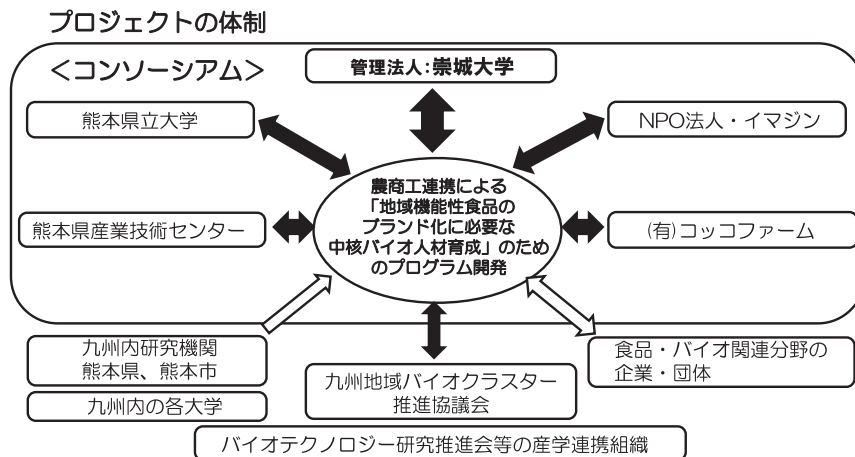 プロジェクトの体制
＜コンソーシアム＞
管理法人：崇城大学
熊本県立大学
NPO法人・イマジン
農商工連携による
「地域機能性食品の
ブランド化に必要な
中核バイオ人材育成」のため
のプログラム開発
熊本県産業技術センター
(有)コッコファーム
九州内研究機関
熊本県、熊本市
九州内の各大学
九州地域バイオクラスター
推進協議会
食品・バイオ関連分野の
企業・団体
バイオテクノロジー研究推進会等の産学連携組織